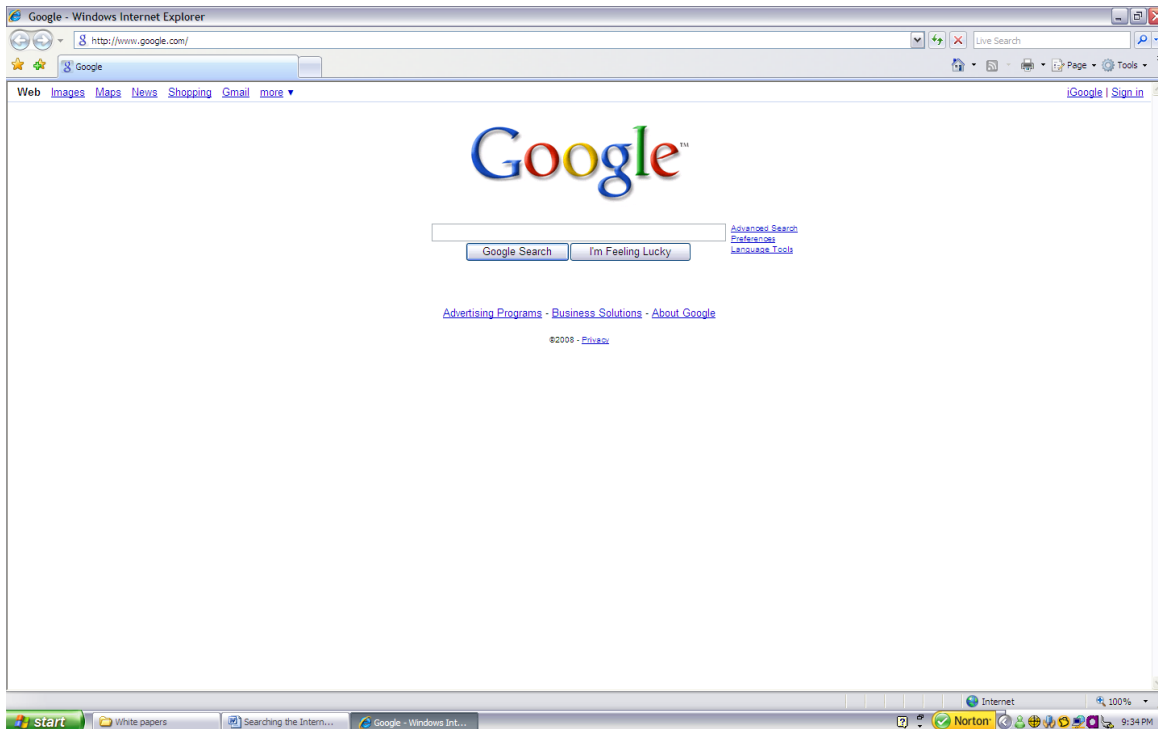 Google - Windows Internet Explorer
http://www.google.com/
Live Search
Google
Page
Tools
Web Images Maps News Shopping Gmail more ▼
iGoogle | Sign in
Google™
Advanced Search
Preferences
Language Tools
Google Search
I'm Feeling Lucky
Advertising Programs - Business Solutions - About Google
©2008 - Privacy
Internet
100%
start
White papers
Searching the Intern...
Google - Windows Int...
Norton
9:34 PM